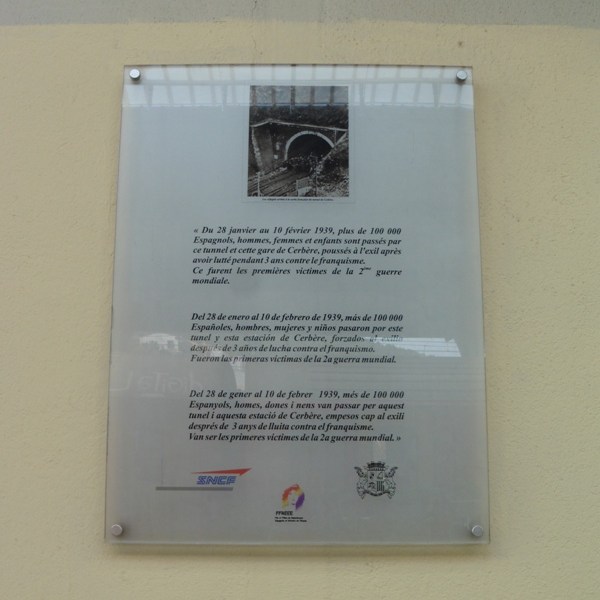 « Du 28 janvier au 10 février 1939, plus de 100 000
Espagnols, hommes, femmes et enfants sont passés par
ce tunnel et cette gare de Cerbère, poussés à l'exil après
avoir lutté pendant 3 ans contre le franquisme.
Ce furent les premières victimes de la 2ème guerre
mondiale.
Del 28 de enero al 10 de febrero de 1939, más de 100 000
Españoles, hombres, mujeres y niños pasaron por este
tunel y esta estación de Cerbère, forzados al exilio
después de 3 años de lucha contra el franquismo.
Fueron las primeras victimas de la 2a guerra mundial.
Del 28 de gener al 10 de febrer 1939, més de 100 000
Espanyols, homes, dones i nens van passar per aquest
tunel i aquesta estació de Cerbère, empesos cap al exili
després de 3 anys de lluita contra el franquisme.
Van ser les primeres victimes de la 2a guerra mundial. »
SNCF
FFREEE